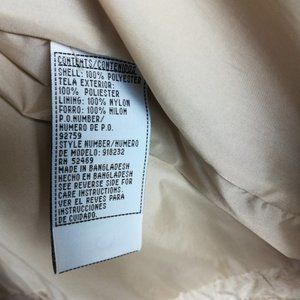 CONTENTS/CONTENIDOS
SHELL: 100% POLYESTER
TELA EXTERIOR:
100% POLIESTER
LINING: 100% NYLON
FORRO: 100% NILON
P.O.NUMBER/
NUMERO DE P.O.
92759
STYLE NUMBER/NUMERO
DE MODELO: 918232
RN 52469
MADE IN BANGLADESH
HECHO EN BANGLADESH
SEE REVERSE SIDE FOR
CARE INSTRUCTIONS.
VER EL REVES PARA
INSTRUCCIONES
DE CUIDADO.